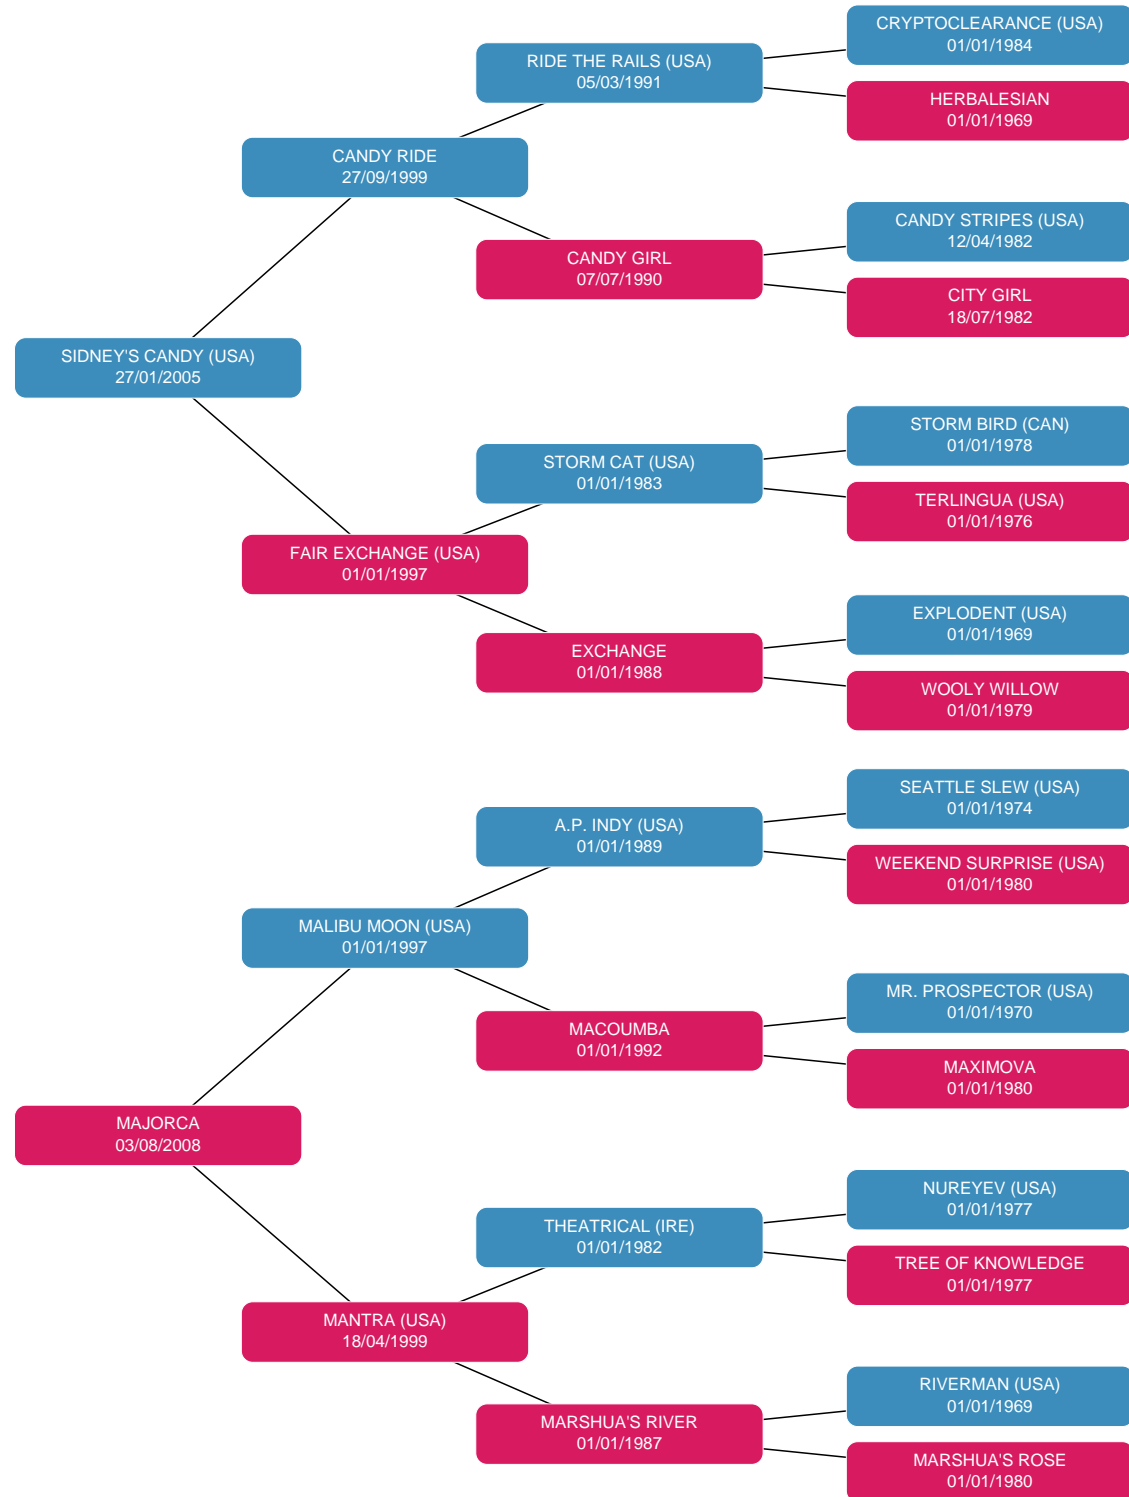 CRYPTOCLEARANCE (USA)
01/01/1984
RIDE THE RAILS (USA)
05/03/1991
HERBALESIAN
01/01/1969
CANDY RIDE
27/09/1999
CANDY STRIPES (USA)
12/04/1982
CANDY GIRL
07/07/1990
CITY GIRL
18/07/1982
SIDNEY'S CANDY (USA)
27/01/2005
STORM BIRD (CAN)
01/01/1978
STORM CAT (USA)
01/01/1983
TERLINGUA (USA)
01/01/1976
FAIR EXCHANGE (USA)
01/01/1997
EXPLODENT (USA)
01/01/1969
EXCHANGE
01/01/1988
WOOLY WILLOW
01/01/1979
SEATTLE SLEW (USA)
01/01/1974
A.P. INDY (USA)
01/01/1989
WEEKEND SURPRISE (USA)
01/01/1980
MALIBU MOON (USA)
01/01/1997
MR. PROSPECTOR (USA)
01/01/1970
MACOUMBA
01/01/1992
MAXIMOVA
01/01/1980
MAJORCA
03/08/2008
NUREYEV (USA)
01/01/1977
THEATRICAL (IRE)
01/01/1982
TREE OF KNOWLEDGE
01/01/1977
MANTRA (USA)
18/04/1999
RIVERMAN (USA)
01/01/1969
MARSHUA'S RIVER
01/01/1987
MARSHUA'S ROSE
01/01/1980